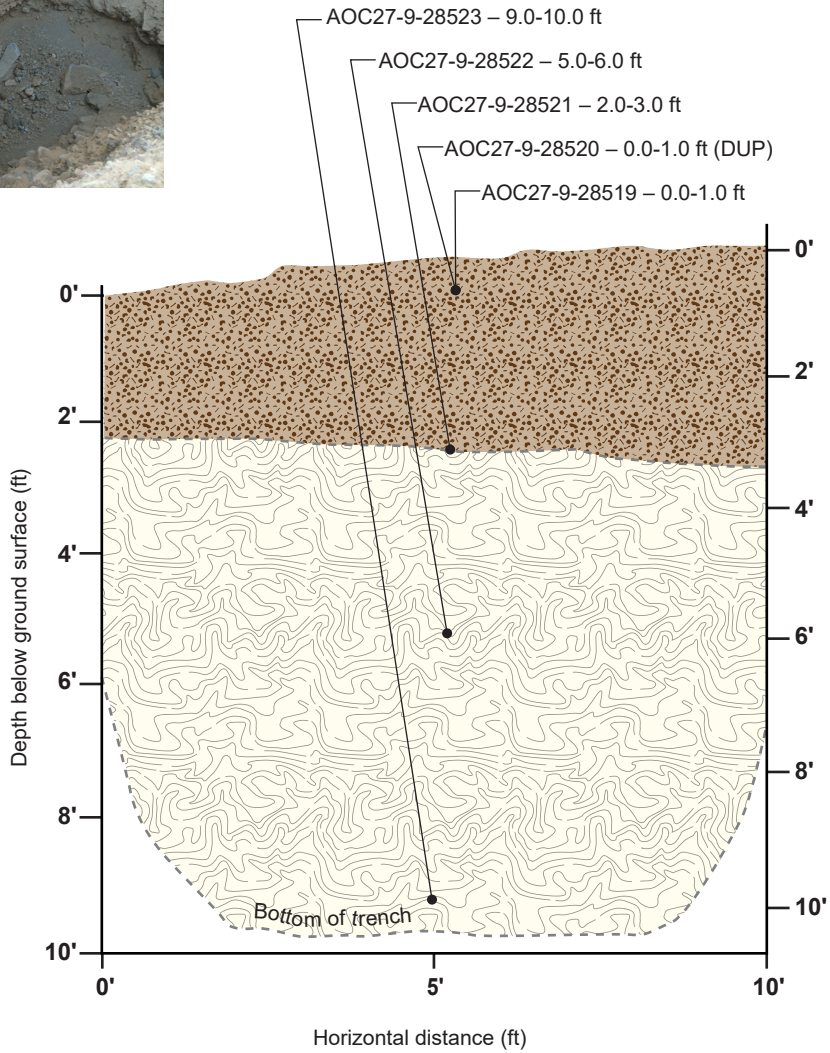 AOC27-9-28523 – 9.0-10.0 ft
AOC27-9-28522 – 5.0-6.0 ft
AOC27-9-28521 – 2.0-3.0 ft
AOC27-9-28520 – 0.0-1.0 ft (DUP)
AOC27-9-28519 – 0.0-1.0 ft
0'
2'
4'
6'
8'
10'
Depth below ground surface (ft)
0'
2'
4'
6'
8'
10'
Bottom of trench
0'
5'
10'
Horizontal distance (ft)